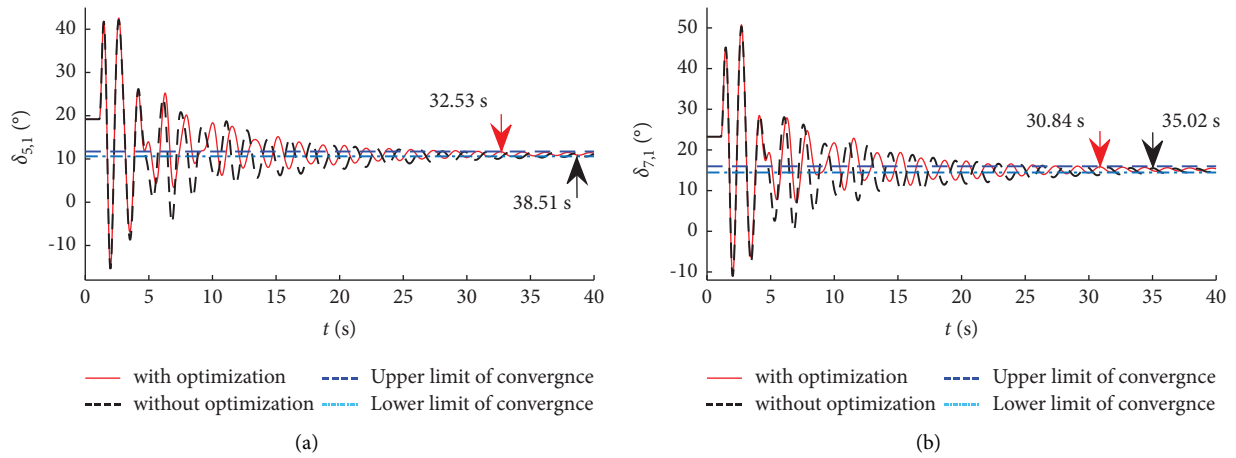 40
30
20
10
0
-10
δ5,1 (°)
32.53 s
38.51 s
0 5 10 15 20 25 30 35 40
t (s)
with optimization
Upper limit of convergnce
without optimization
Lower limit of convergnce
(a)
50
40
30
20
10
0
-10
δ7,1 (°)
30.84 s
35.02 s
0 5 10 15 20 25 30 35 40
t (s)
with optimization
Upper limit of convergnce
without optimization
Lower limit of convergnce
(b)